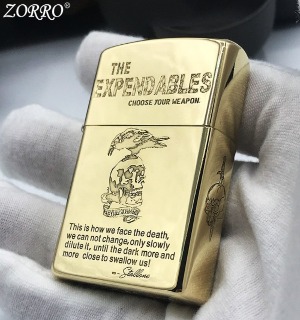 ZORRO®
THE
EXPENDABLES
CHOOSE YOUR WEAPON.
This is how we face the death,
we can not change, only slowly
dilute it, until the dark more and
more close to swallow us!
Stallone